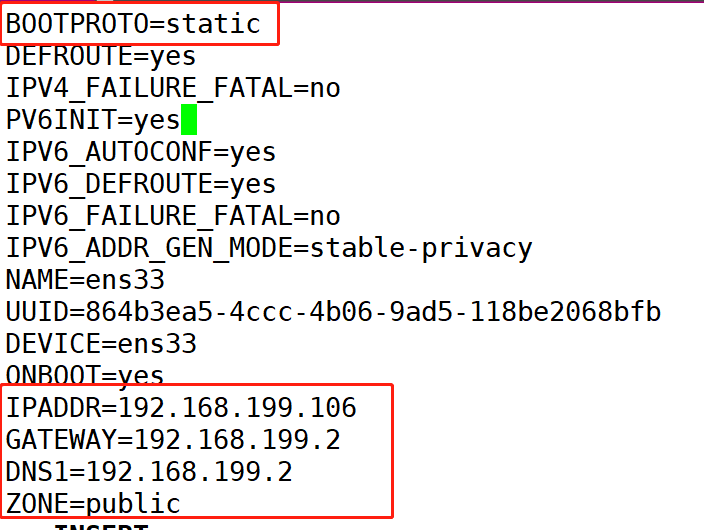 BOOTPROTO=static
DEFROUTE=yes
IPV4_FAILURE_FATAL=no
PV6INIT=yes
IPV6_AUTOCONF=yes
IPV6_DEFROUTE=yes
IPV6_FAILURE_FATAL=no
IPV6_ADDR_GEN_MODE=stable-privacy
NAME=ens33
UUID=864b3ea5-4ccc-4b06-9ad5-118be2068bfb
DEVICE=ens33
ONBOOT=yes
IPADDR=192.168.199.106
GATEWAY=192.168.199.2
DNS1=192.168.199.2
ZONE=public
INSERT